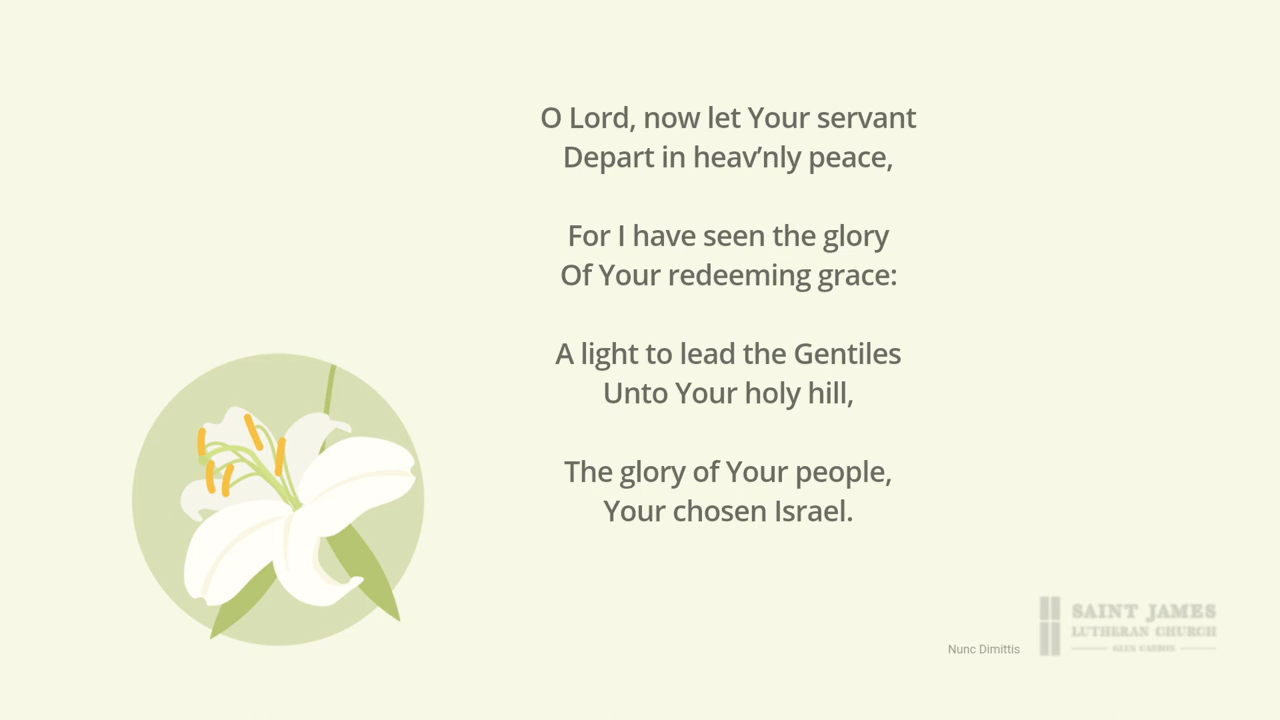 O Lord, now let Your servant
Depart in heav’nly peace,
For I have seen the glory
Of Your redeeming grace:
A light to lead the Gentiles
Unto Your holy hill,
The glory of Your people,
Your chosen Israel.
Nunc Dimittis
SAINT JAMES
LUTHERAN CHURCH
GLEN CARBON